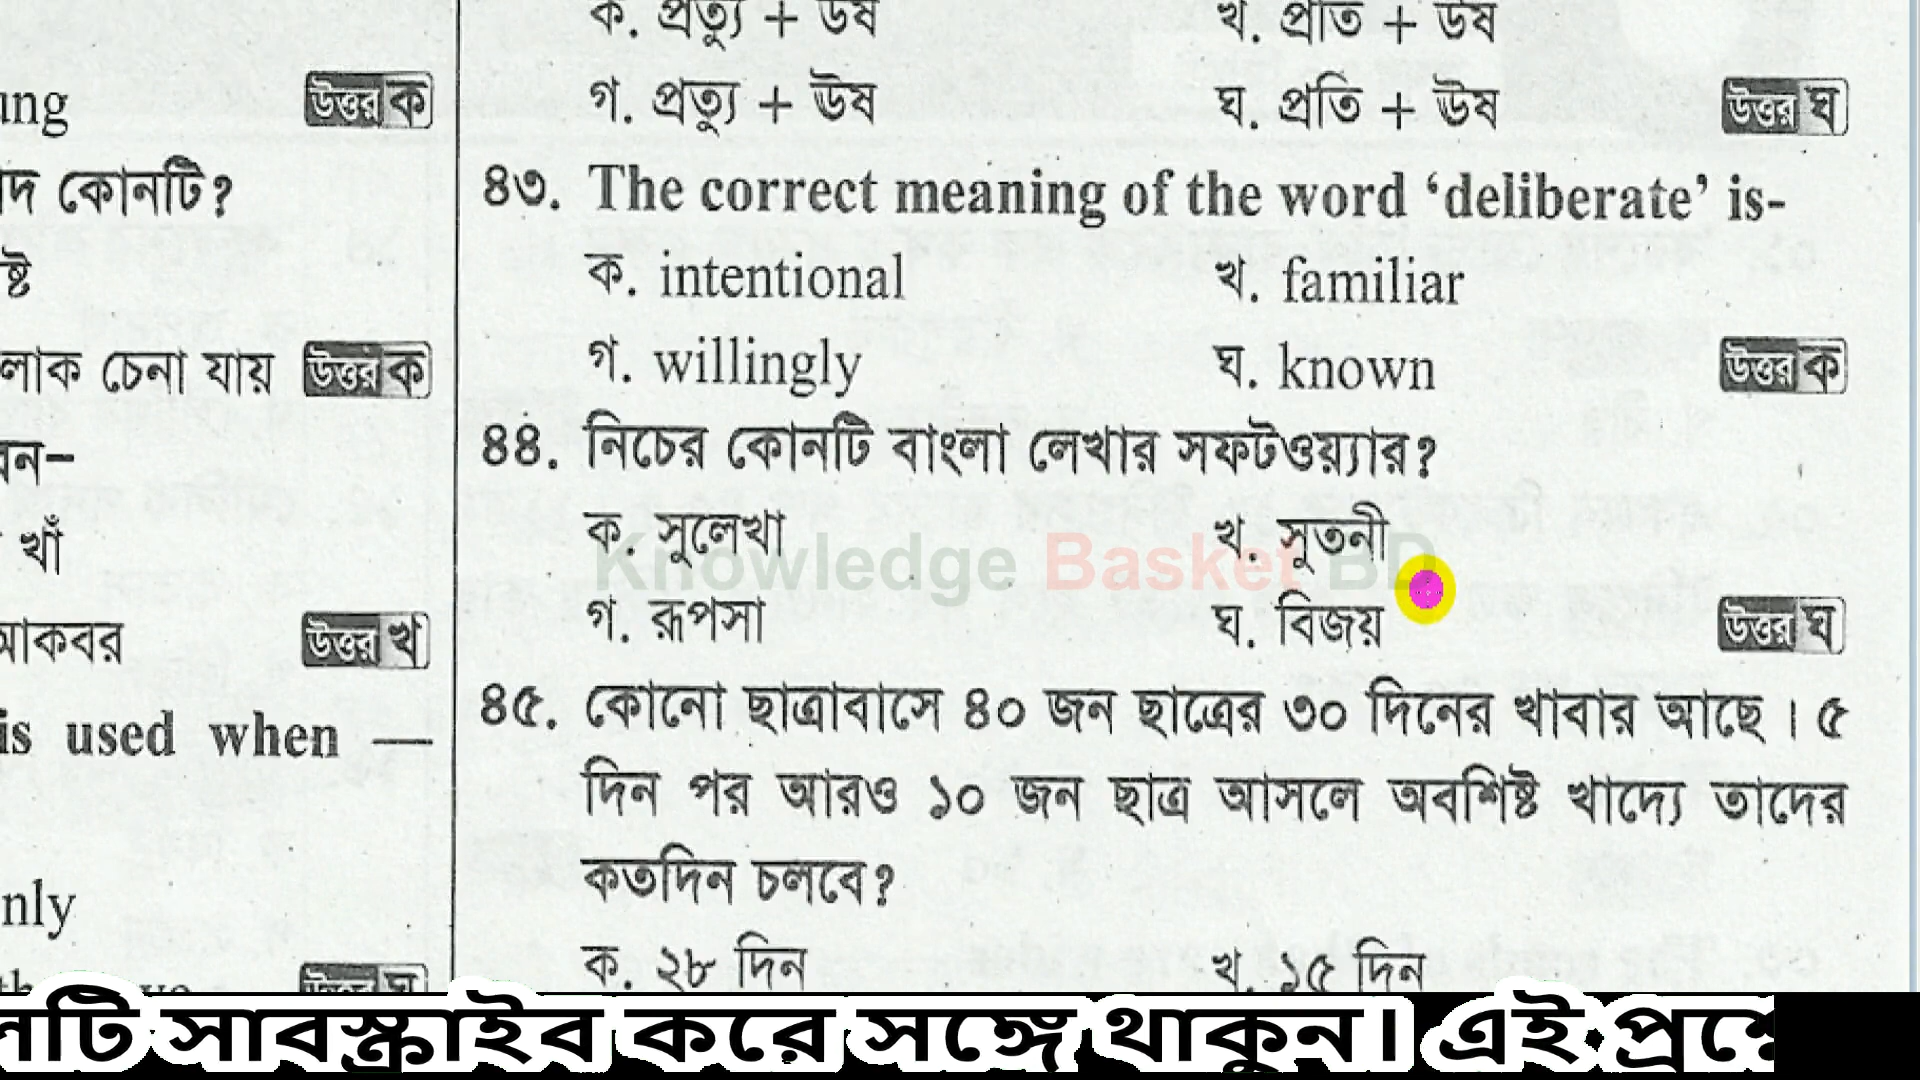 ung উত্তর ক
দ কোনটি?
ষ্ট
লোক চেনা যায় উত্তর ক
বন–
খাঁ
আকবর উত্তর খ
is used when —
nly
ক. প্রত্যু + উষ খ. প্রতি + উষ
গ. প্রত্যু + ঊষ ঘ. প্রতি + ঊষ উত্তর ঘ
৪৩. The correct meaning of the word ‘deliberate’ is-
ক. intentional খ. familiar
গ. willingly ঘ. known উত্তর ক
৪৪. নিচের কোনটি বাংলা লেখার সফটওয়্যার?
ক. সুলেখা খ. সুতনী
Knowledge Basket BD
গ. রূপসা ঘ. বিজয় উত্তর ঘ
৪৫. কোনো ছাত্রাবাসে ৪০ জন ছাত্রের ৩০ দিনের খাবার আছে। ৫
দিন পর আরও ১০ জন ছাত্র আসলে অবশিষ্ট খাদ্যে তাদের
কতদিন চলবে?
ক. ২৮ দিন খ. ১৫ দিন
সাবস্ক্রাইব করে সঙ্গে থাকুন। এই